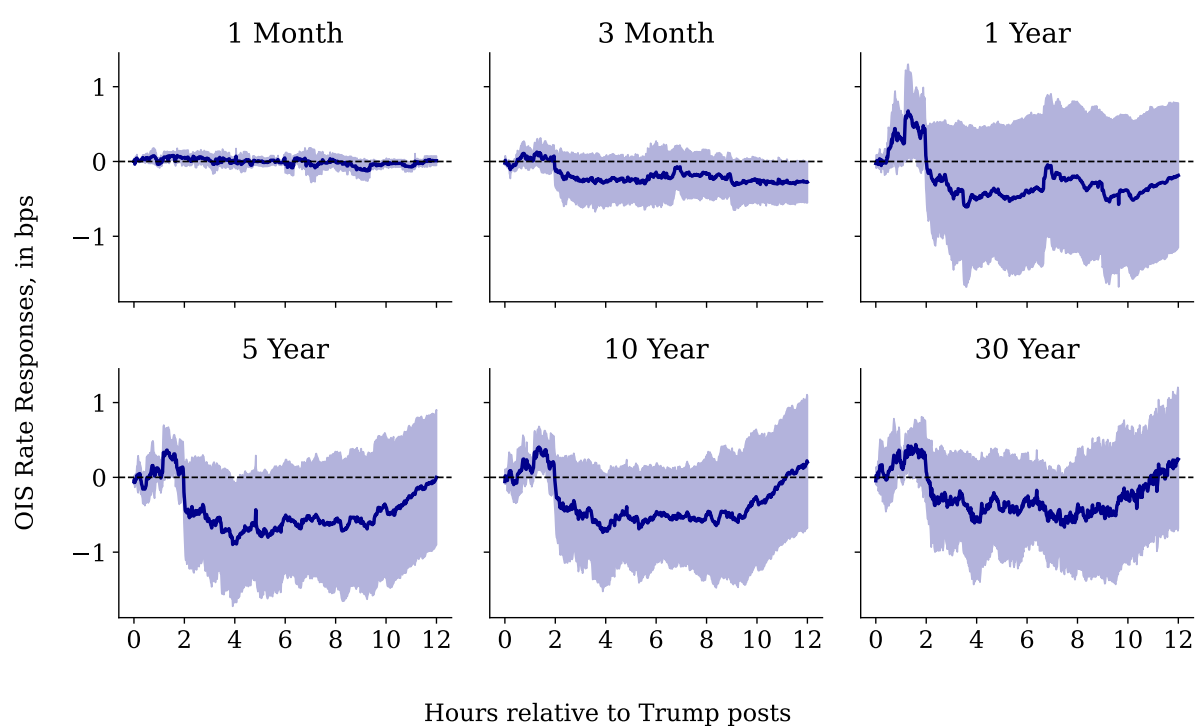 1 Month
3 Month
1 Year
1
0
−1
5 Year
10 Year
30 Year
1
0
−1
0 2 4 6 8 10 12
0 2 4 6 8 10 12
0 2 4 6 8 10 12
OIS Rate Responses, in bps
Hours relative to Trump posts